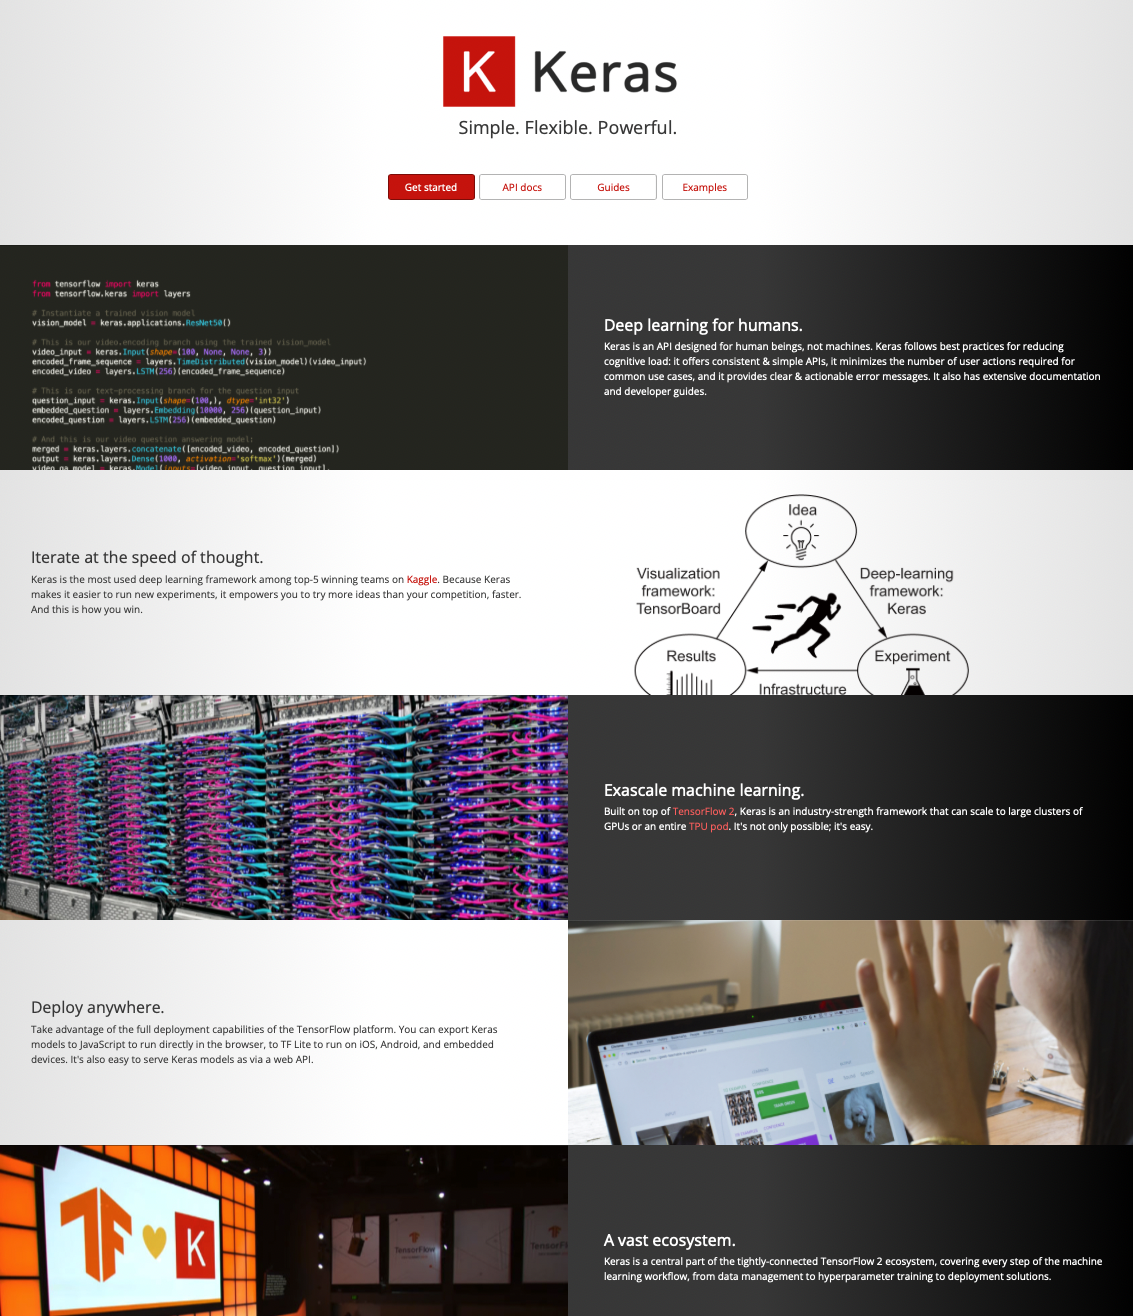 K Keras
Simple. Flexible. Powerful.
Get started API docs Guides Examples
from tensorflow import keras
from tensorflow.keras import layers
# Instantiate a trained vision model
vision_model = keras.applications.ResNet50()
# This is our video.encoding branch using the trained vision_model
video_input = keras.Input(shape=(100, None, None, 3))
encoded_frame_sequence = layers.TimeDistributed(vision_model)(video_input)
encoded_video = layers.LSTM(256)(encoded_frame_sequence)
# This is our text-processing branch for the question input
question_input = keras.Input(shape=(100,), dtype='int32')
embedded_question = layers.Embedding(10000, 256)(question_input)
encoded_question = layers.LSTM(256)(embedded_question)
# And this is our video question answering model:
merged = keras.layers.concatenate([encoded_video, encoded_question])
output = keras.layers.Dense(1000, activation='softmax')(merged)
video_qa_model = keras.Model(inputs=[video_input, question_input],
Deep learning for humans.
Keras is an API designed for human beings, not machines. Keras follows best practices for reducing
cognitive load: it offers consistent & simple APIs, it minimizes the number of user actions required for
common use cases, and it provides clear & actionable error messages. It also has extensive documentation
and developer guides.
Iterate at the speed of thought.
Keras is the most used deep learning framework among top-5 winning teams on Kaggle. Because Keras
makes it easier to run new experiments, it empowers you to try more ideas than your competition, faster.
And this is how you win.
Idea
Visualization
framework:
TensorBoard
Deep-learning
framework:
Keras
Results
Experiment
Infrastructure
Exascale machine learning.
Built on top of TensorFlow 2, Keras is an industry-strength framework that can scale to large clusters of
GPUs or an entire TPU pod. It's not only possible; it's easy.
Deploy anywhere.
Take advantage of the full deployment capabilities of the TensorFlow platform. You can export Keras
models to JavaScript to run directly in the browser, to TF Lite to run on iOS, Android, and embedded
devices. It's also easy to serve Keras models as via a web API.
TF K
TensorFlow
A vast ecosystem.
Keras is a central part of the tightly-connected TensorFlow 2 ecosystem, covering every step of the machine
learning workflow, from data management to hyperparameter training to deployment solutions.